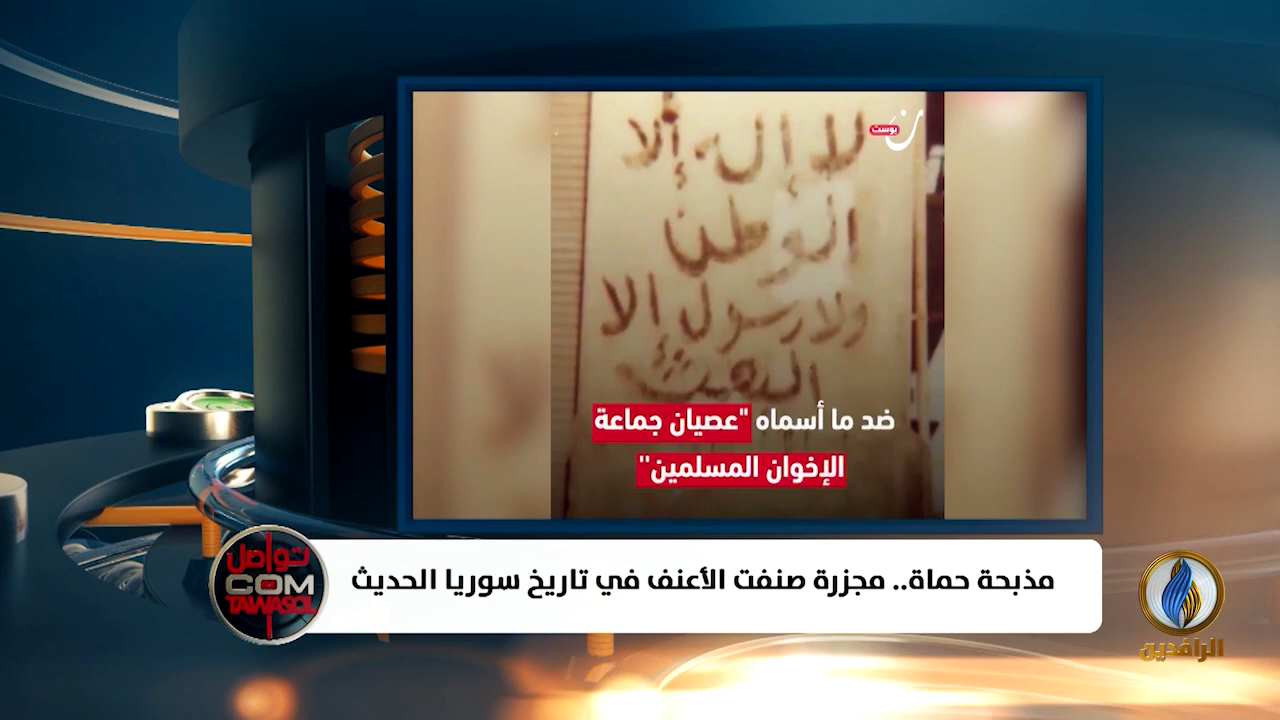 ن
بوست
لا إله إلا
الوطن
ولا رسول إلا
البعث
ضد ما أسماه "عصيان جماعة
الإخوان المسلمين"
مذبحة حماة.. مجزرة صنفت الأعنف في تاريخ سوريا الحديث
تواصل
COM
TAWASOL
الرافدين